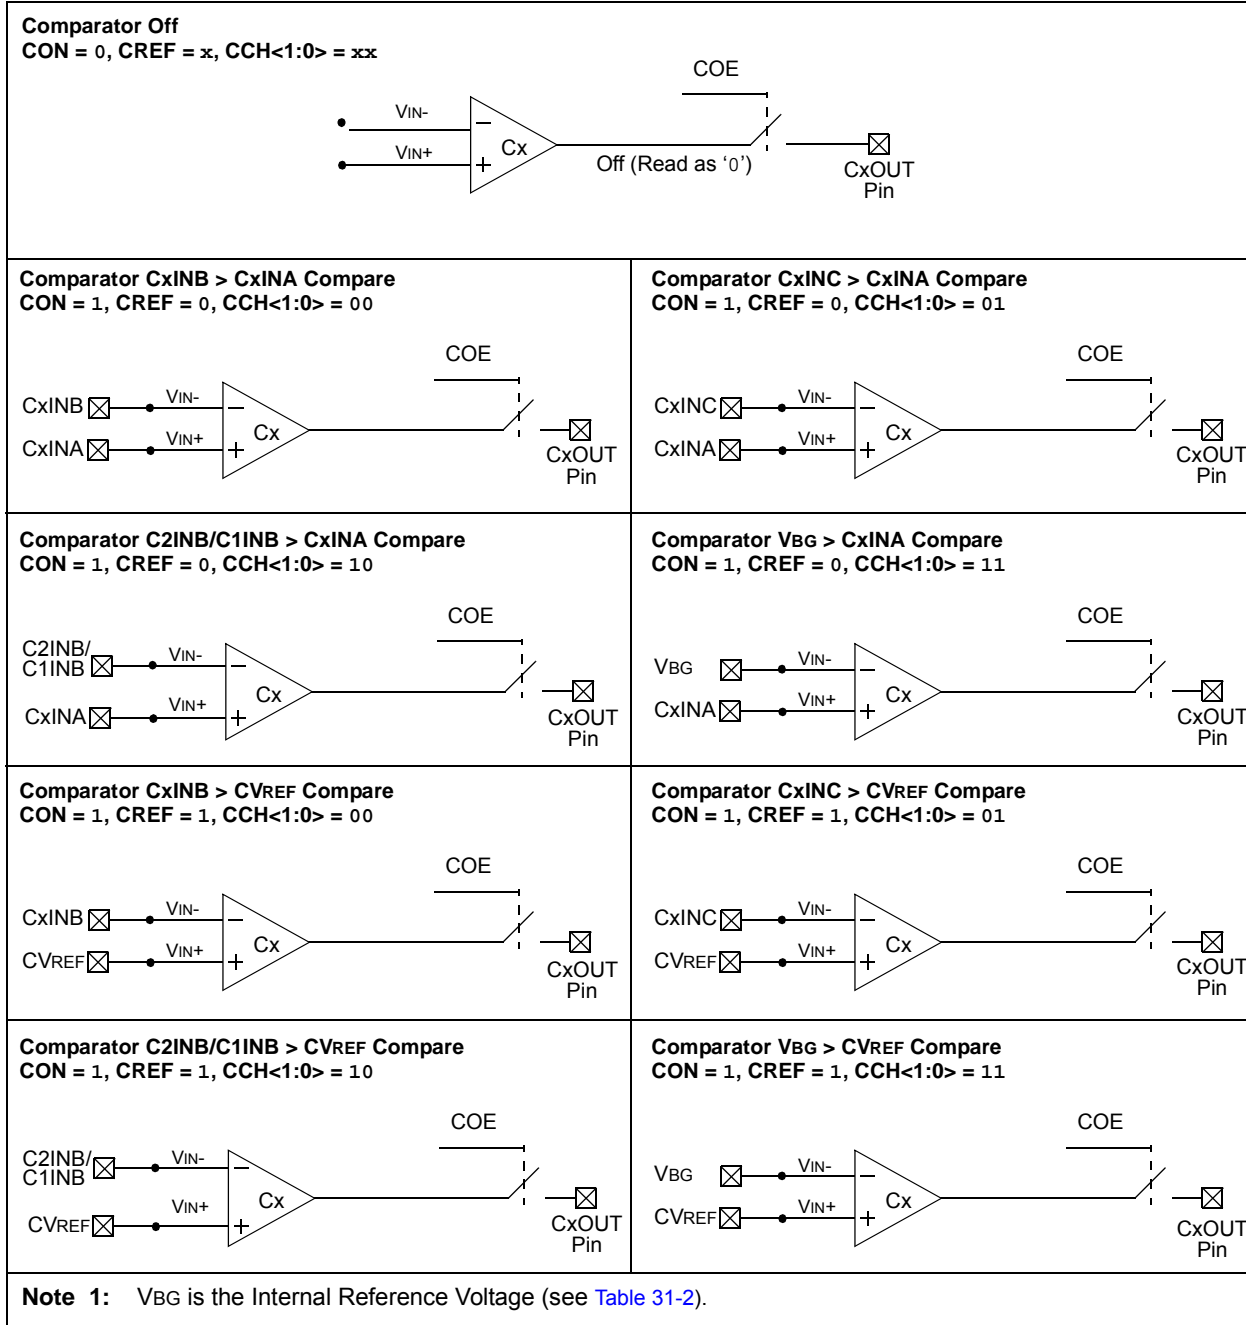 Comparator Off
CON = 0, CREF = x, CCH<1:0> = xx
COE
VIN-
VIN+
Cx
Off (Read as ‘0’)
CxOUT
Pin
Comparator CxINB > CxINA Compare
CON = 1, CREF = 0, CCH<1:0> = 00
COE
CxINB
VIN-
CxINA
VIN+
Cx
CxOUT
Pin
Comparator CxINC > CxINA Compare
CON = 1, CREF = 0, CCH<1:0> = 01
COE
CxINC
VIN-
CxINA
VIN+
Cx
CxOUT
Pin
Comparator C2INB/C1INB > CxINA Compare
CON = 1, CREF = 0, CCH<1:0> = 10
COE
C2INB/
C1INB
VIN-
CxINA
VIN+
Cx
CxOUT
Pin
Comparator VBG > CxINA Compare
CON = 1, CREF = 0, CCH<1:0> = 11
COE
VBG
VIN-
CxINA
VIN+
Cx
CxOUT
Pin
Comparator CxINB > CVREF Compare
CON = 1, CREF = 1, CCH<1:0> = 00
COE
CxINB
VIN-
CVREF
VIN+
Cx
CxOUT
Pin
Comparator CxINC > CVREF Compare
CON = 1, CREF = 1, CCH<1:0> = 01
COE
CxINC
VIN-
CVREF
VIN+
Cx
CxOUT
Pin
Comparator C2INB/C1INB > CVREF Compare
CON = 1, CREF = 1, CCH<1:0> = 10
COE
C2INB/
C1INB
VIN-
CVREF
VIN+
Cx
CxOUT
Pin
Comparator VBG > CVREF Compare
CON = 1, CREF = 1, CCH<1:0> = 11
COE
VBG
VIN-
CVREF
VIN+
Cx
CxOUT
Pin
Note 1: VBG is the Internal Reference Voltage (see Table 31-2).